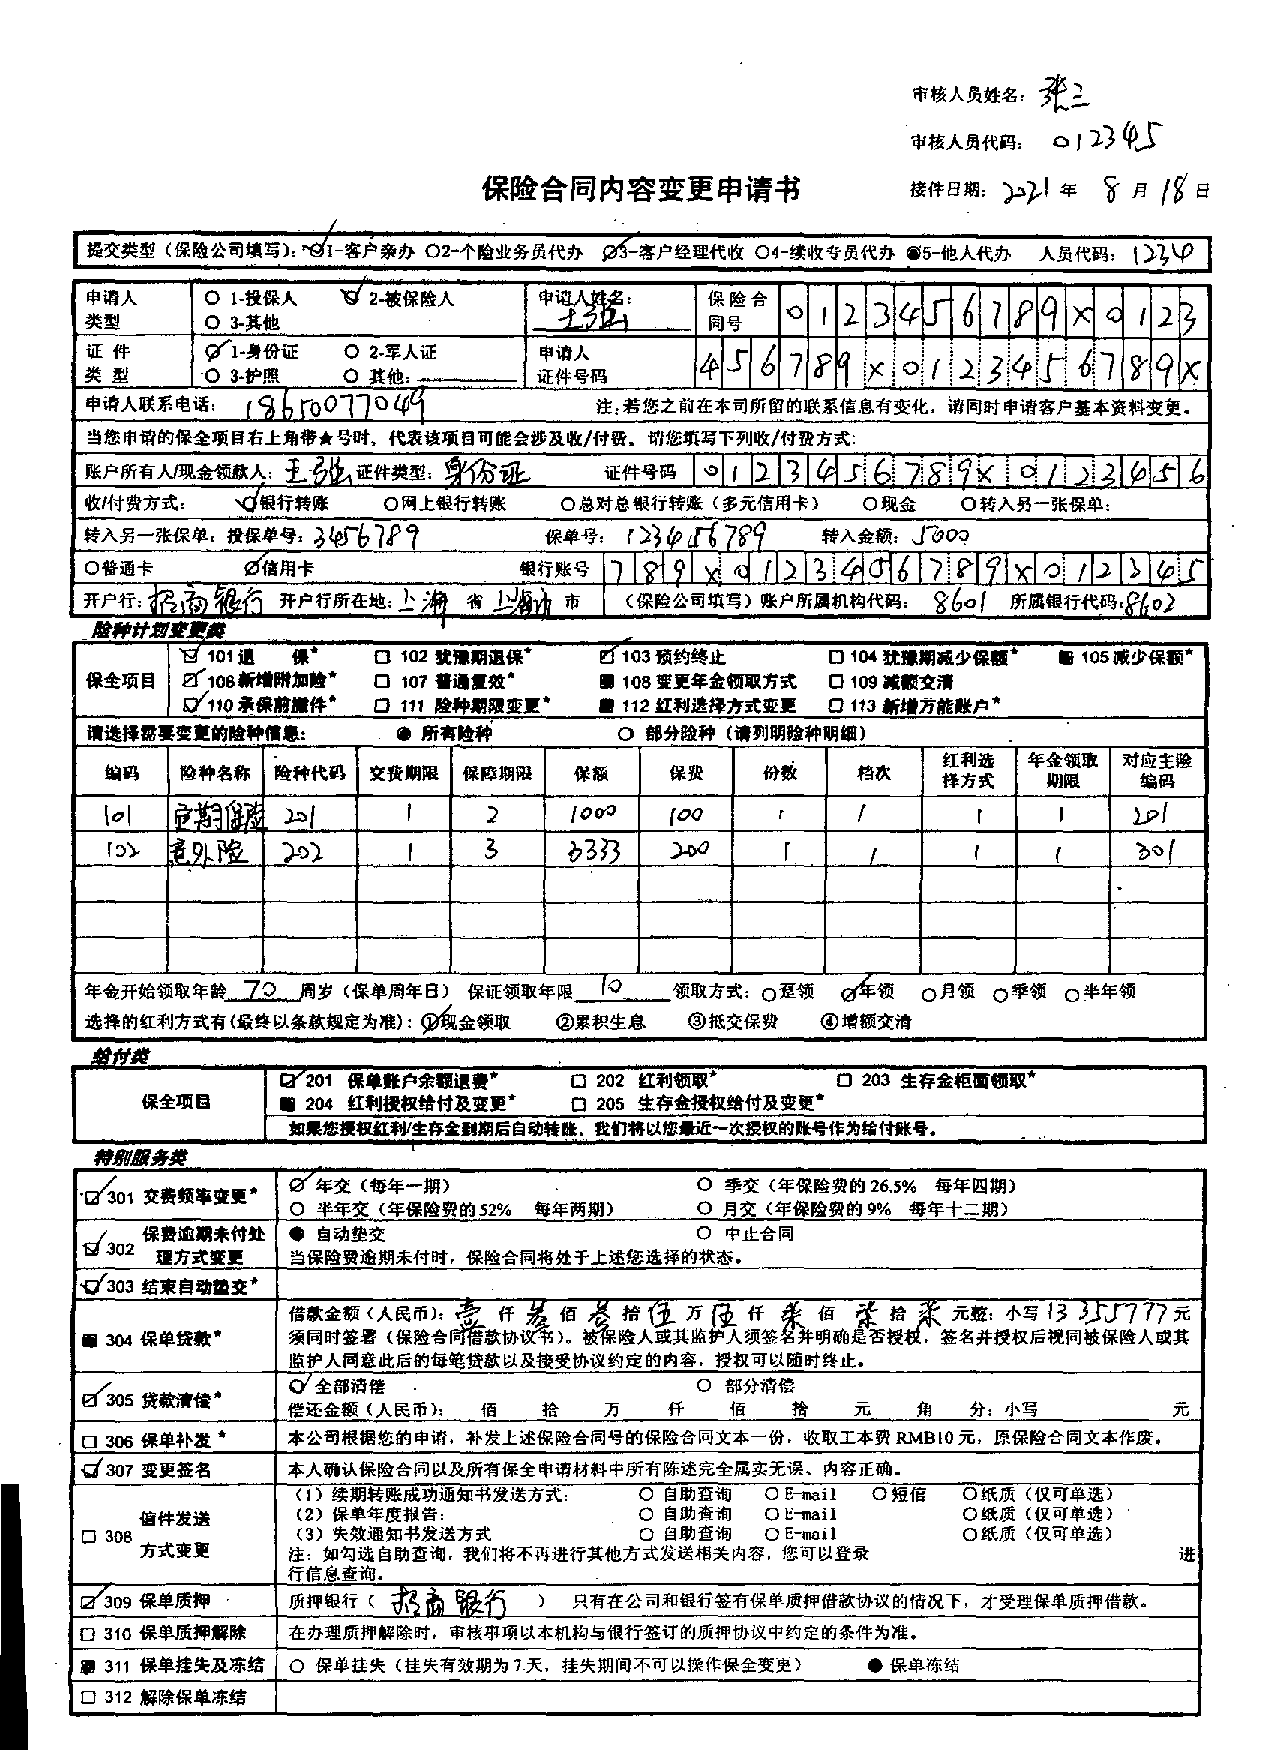 审核人员姓名：张三
审核人员代码：012345
保险合同内容变更申请书 接件日期：2021年 8月18日
提交类型（保险公司填写）：1-客户亲办 ○2-个险业务员代办 3-客户经理代收 ○4-续收专员代办 ●5-他人代办 人员代码：1234
申请人类型 ○ 1-投保人 2-被保险人 ○ 3-其他 申请人姓名：王强 保险合同号 0123456789X0123
证件类型 1-身份证 ○ 2-军人证 ○ 3-护照 ○ 其他： 申请人证件号码 456789X0123456789X
申请人联系电话：18650077049 注：若您之前在本司所留的联系信息有变化，请同时申请客户基本资料变更。
当您申请的保全项目右上角带★号时，代表该项目可能会涉及收/付费。请您填写下列收/付费方式：
账户所有人/现金领款人：王强 证件类型：身份证 证件号码 0123456789X0123456
收/付费方式： 银行转账 ○网上银行转账 ○总对总银行转账（多元信用卡） ○现金 ○转入另一张保单：
转入另一张保单：投保单号：3456789 保单号：123456789 转入金额：5000
○普通卡 信用卡 银行账号 789X0123456789X012345
开户行：招商银行 开户行所在地：上海 省 上海市 市 （保险公司填写）账户所属机构代码：8601 所属银行代码：8602
险种计划变更类
保全项目
101退 保* □ 102 犹豫期退保* 103 预约终止 □ 104 犹豫期减少保额* ■ 105 减少保额*
106新增附加险* □ 107 普通复效* ■ 108 变更年金领取方式 □ 109 减额交清
110 承保前撤件* □ 111 险种期限变更* ■ 112 红利选择方式变更 □ 113 新增万能账户*
请选择需要变更的险种信息： ● 所有险种 ○ 部分险种（请列明险种明细）
编码 险种名称 险种代码 交费期限 保障期限 保额 保费 份数 档次 红利选择方式 年金领取期限 对应主险编码
101 定期保险 201 1 2 1000 100 1 1 1 1 201
102 意外险 202 1 3 3333 200 1 1 1 1 301
年金开始领取年龄 70 周岁（保单周年日） 保证领取年限 10 领取方式：○趸领 年领 ○月领 ○季领 ○半年领
选择的红利方式有（最终以条款规定为准）：①现金领取 ②累积生息 ③抵交保费 ④增额交清
给付类
保全项目
201 保单账户余额退费* □ 202 红利领取* □ 203 生存金柜面领取*
■ 204 红利授权给付及变更* □ 205 生存金授权给付及变更*
如果您授权红利/生存金到期后自动转账，我们将以您最近一次授权的账号作为给付账号。
特别服务类
301 交费频率变更* 年交（每年一期） ○ 季交（年保险费的26.5% 每年四期）
○ 半年交（年保险费的52% 每年两期） ○ 月交（年保险费的9% 每年十二期）
302 保费逾期未付处理方式变更 ● 自动垫交 ○ 中止合同
当保险费逾期未付时，保险合同将处于上述您选择的状态。
303 结束自动垫交*
■ 304 保单贷款* 借款金额（人民币）：壹 仟 叁 佰 叁 拾 伍 万 伍 仟 柒 佰 柒 拾 柒 元整：小写13355777元
须同时签署（保险合同借款协议书）。被保险人或其监护人须签名并明确是否授权，签名并授权后视同被保险人或其
监护人同意此后的每笔贷款以及接受协议约定的内容，授权可以随时终止。
305 贷款清偿* 全部清偿 ○ 部分清偿
偿还金额（人民币）： 佰 拾 万 仟 佰 拾 元 角 分：小写 元
□ 306 保单补发* 本公司根据您的申请，补发上述保险合同号的保险合同文本一份，收取工本费RMB10元，原保险合同文本作废。
307 变更签名 本人确认保险合同以及所有保全申请材料中所有陈述完全属实无误、内容正确。
□ 308 信件发送方式变更 （1）续期转账成功通知书发送方式： ○ 自助查询 ○E-mail ○短信 ○纸质（仅可单选）
（2）保单年度报告： ○ 自助查询 ○E-mail ○纸质（仅可单选）
（3）失效通知书发送方式 ○ 自助查询 ○E-mail ○纸质（仅可单选）
注：如勾选自助查询，我们将不再进行其他方式发送相关内容，您可以登录 进
行信息查询。
309 保单质押 质押银行（ 招商银行 ） 只有在公司和银行签有保单质押借款协议的情况下，才受理保单质押借款。
□ 310 保单质押解除 在办理质押解除时，审核事项以本机构与银行签订的质押协议中约定的条件为准。
■ 311 保单挂失及冻结 ○ 保单挂失（挂失有效期为7天，挂失期间不可以操作保全变更） ● 保单冻结
□ 312 解除保单冻结